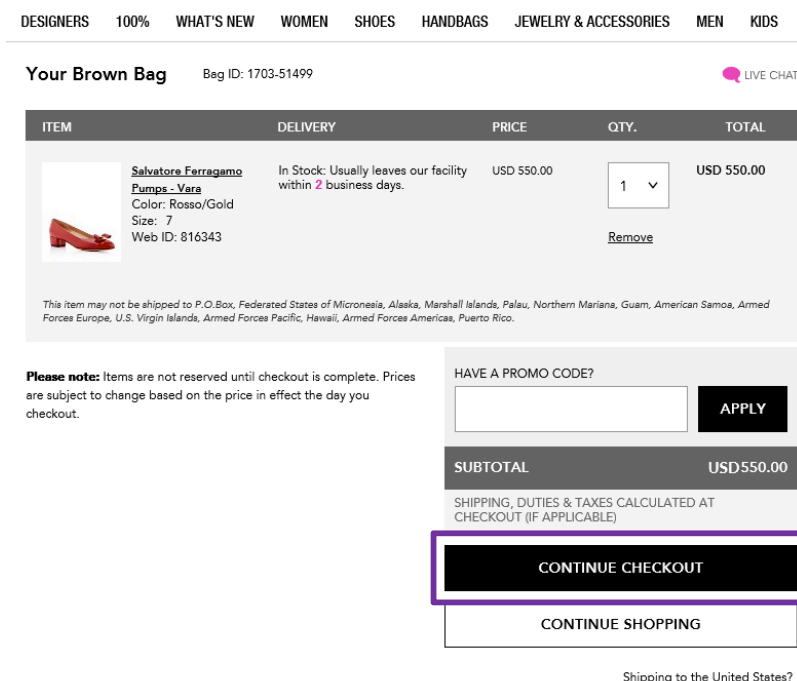 DESIGNERS 100% WHAT'S NEW WOMEN SHOES HANDBAGS JEWELRY & ACCESSORIES MEN KIDS
Your Brown Bag Bag ID: 1703-51499 LIVE CHAT
ITEM DELIVERY PRICE QTY. TOTAL
Salvatore Ferragamo
Pumps - Vara
Color: Rosso/Gold
Size: 7
Web ID: 816343
In Stock: Usually leaves our facility
within 2 business days.
USD 550.00
1
Remove
USD 550.00
This item may not be shipped to P.O.Box, Federated States of Micronesia, Alaska, Marshall Islands, Palau, Northern Mariana, Guam, American Samoa, Armed
Forces Europe, U.S. Virgin Islands, Armed Forces Pacific, Hawaii, Armed Forces Americas, Puerto Rico.
Please note: Items are not reserved until checkout is complete. Prices
are subject to change based on the price in effect the day you
checkout.
HAVE A PROMO CODE?
APPLY
SUBTOTAL USD550.00
SHIPPING, DUTIES & TAXES CALCULATED AT
CHECKOUT (IF APPLICABLE)
CONTINUE CHECKOUT
CONTINUE SHOPPING
Shipping to the United States?